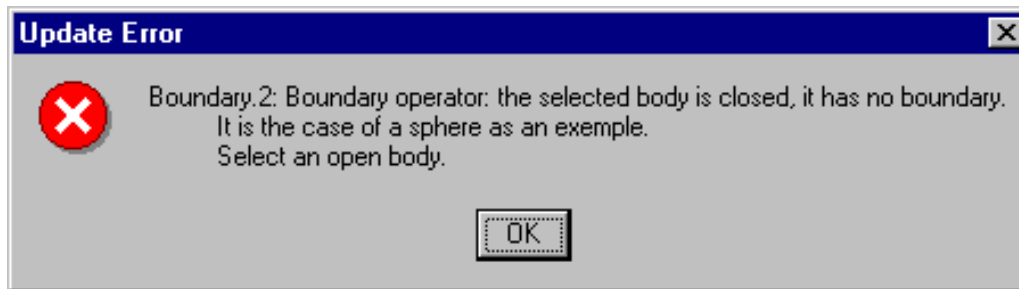 Update Error
Boundary.2: Boundary operator: the selected body is closed, it has no boundary.
It is the case of a sphere as an exemple.
Select an open body.
OK